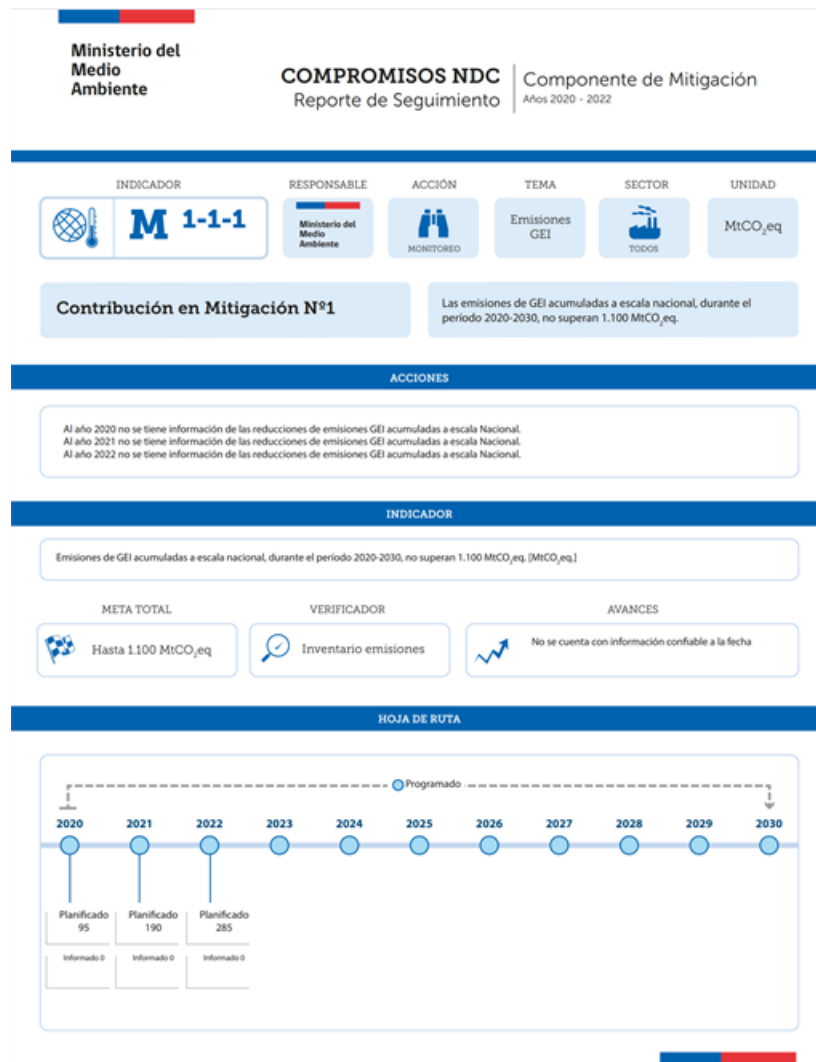 Ministerio del
Medio
Ambiente
COMPROMISOS NDC
Reporte de Seguimiento
Componente de Mitigación
Años 2020 - 2022
INDICADOR
RESPONSABLE
ACCIÓN
TEMA
SECTOR
UNIDAD
M 1-1-1
Ministerio del
Medio
Ambiente
MONITOREO
Emisiones
GEI
TODOS
MtCO₂eq
Contribución en Mitigación Nº1
Las emisiones de GEI acumuladas a escala nacional, durante el
período 2020-2030, no superan 1.100 MtCO₂eq.
ACCIONES
Al año 2020 no se tiene información de las reducciones de emisiones GEI acumuladas a escala Nacional.
Al año 2021 no se tiene información de las reducciones de emisiones GEI acumuladas a escala Nacional.
Al año 2022 no se tiene información de las reducciones de emisiones GEI acumuladas a escala Nacional.
INDICADOR
Emisiones de GEI acumuladas a escala nacional, durante el período 2020-2030, no superan 1.100 MtCO₂eq. [MtCO₂eq.]
META TOTAL
VERIFICADOR
AVANCES
Hasta 1.100 MtCO₂eq
Inventario emisiones
No se cuenta con información confiable a la fecha
HOJA DE RUTA
Programado
2020 2021 2022 2023 2024 2025 2026 2027 2028 2029 2030
Planificado Planificado Planificado
95 190 285
Informado 0 Informado 0 Informado 0